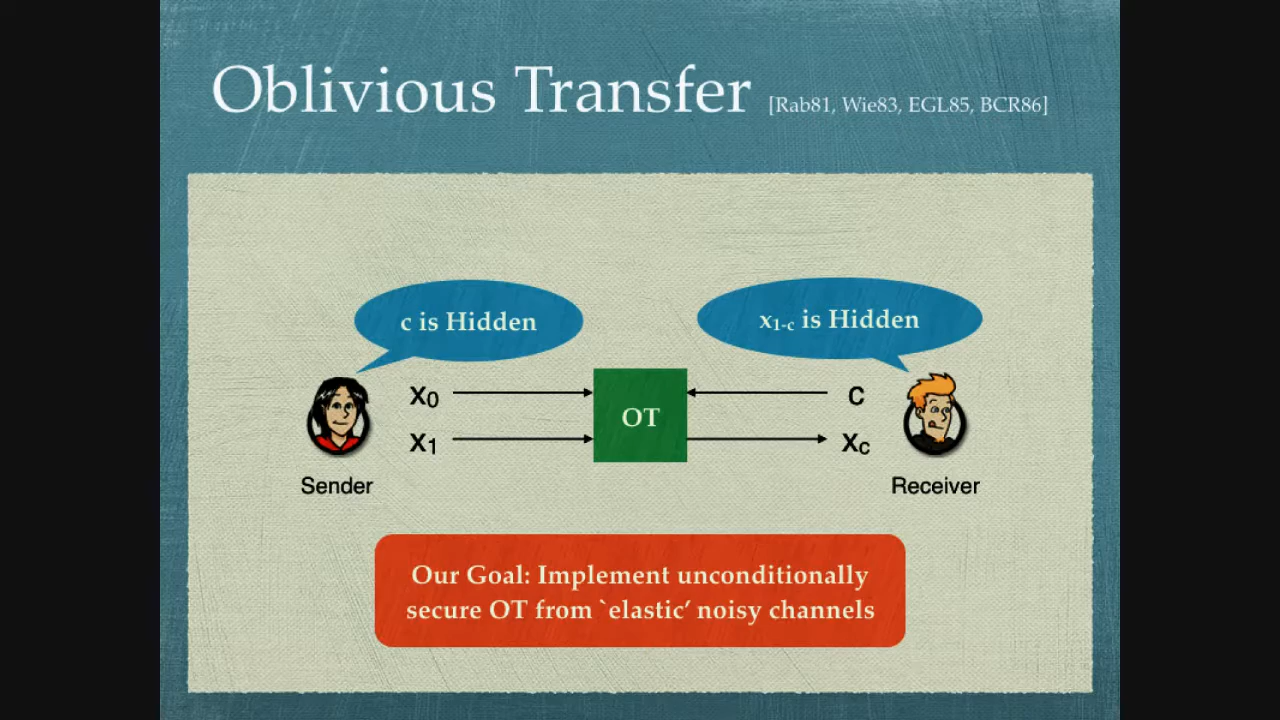 Oblivious Transfer [Rab81, Wie83, EGL85, BCR86]
c is Hidden
x1-c is Hidden
x0
x1
OT
c
xc
Sender
Receiver
Our Goal: Implement unconditionally
secure OT from `elastic’ noisy channels